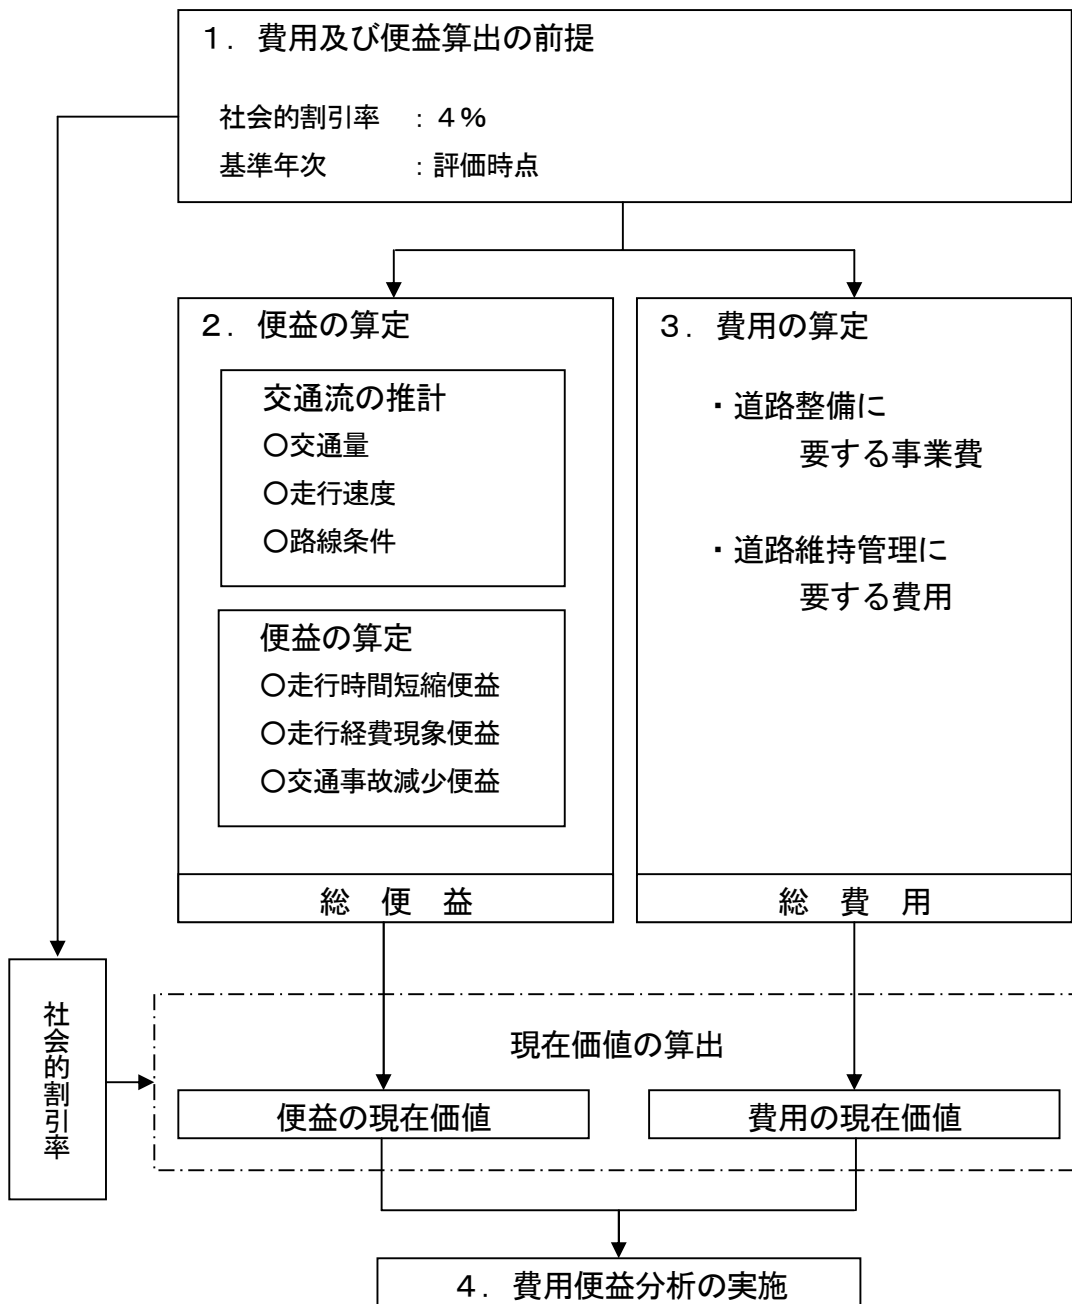 １．費用及び便益算出の前提
社会的割引率　：４％
基準年次　：評価時点
２．便益の算定
交通流の推計
○交通量
○走行速度
○路線条件
便益の算定
○走行時間短縮便益
○走行経費現象便益
○交通事故減少便益
総　便　益
３．費用の算定
・道路整備に
要する事業費
・道路維持管理に
要する費用
総　費　用
社会的割引率
現在価値の算出
便益の現在価値
費用の現在価値
４．費用便益分析の実施